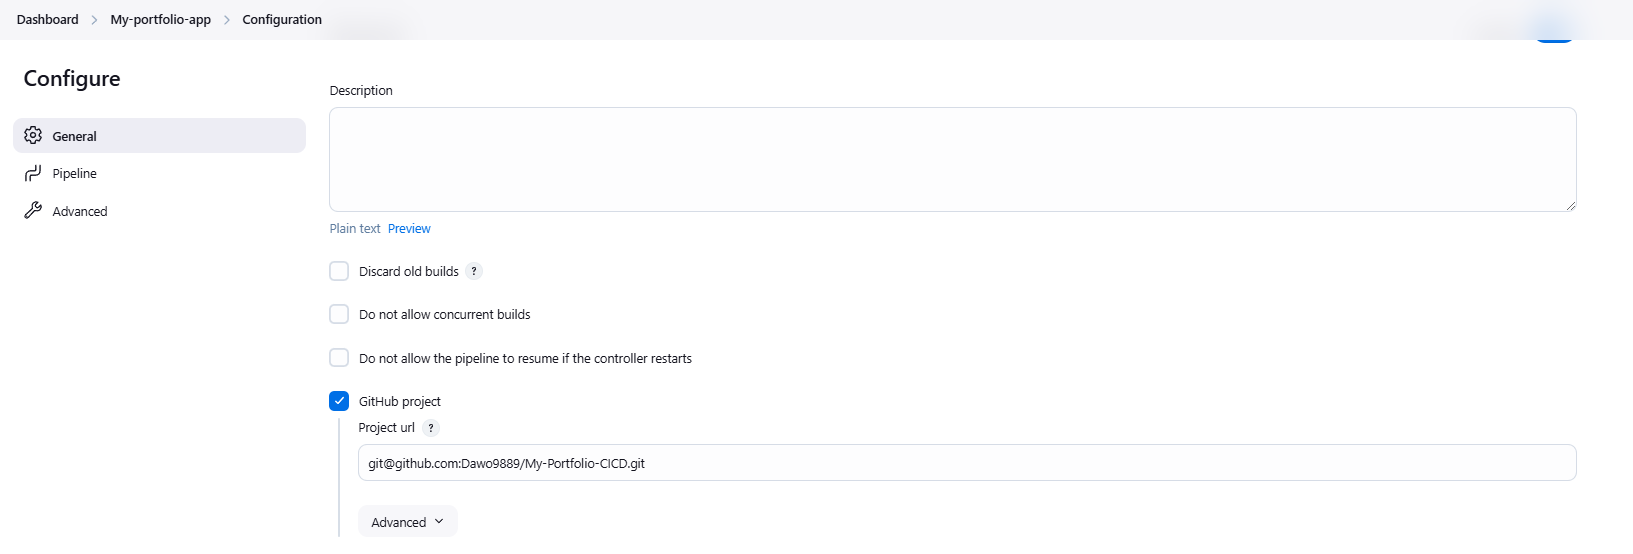 Dashboard > My-portfolio-app > Configuration
Configure
General
Pipeline
Advanced
Description
Plain text Preview
Discard old builds ?
Do not allow concurrent builds
Do not allow the pipeline to resume if the controller restarts
GitHub project
Project url ?
git@github.com:Dawo9889/My-Portfolio-CICD.git
Advanced